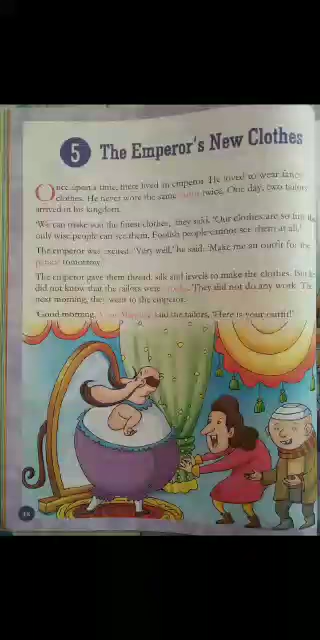 5 The Emperor's New Clothes
Once upon a time, there lived an emperor. He loved to wear fancy
clothes. He never wore the same twice. One day, two tailors
arrived in his kingdom.
'We can make you the finest clothes,' they said. 'Our clothes are so fine that
only wise people can see them. Foolish people cannot see them at all.'
The emperor was excited. 'Very well,' he said. 'Make me an outfit for the
tomorrow.
The emperor gave them thread, silk and jewels to make the clothes. But he
did not know that the tailors were They did not do any work. The
next morning, they went to the emperor.
'Good morning, said the tailors, 'Here is your outfit!'